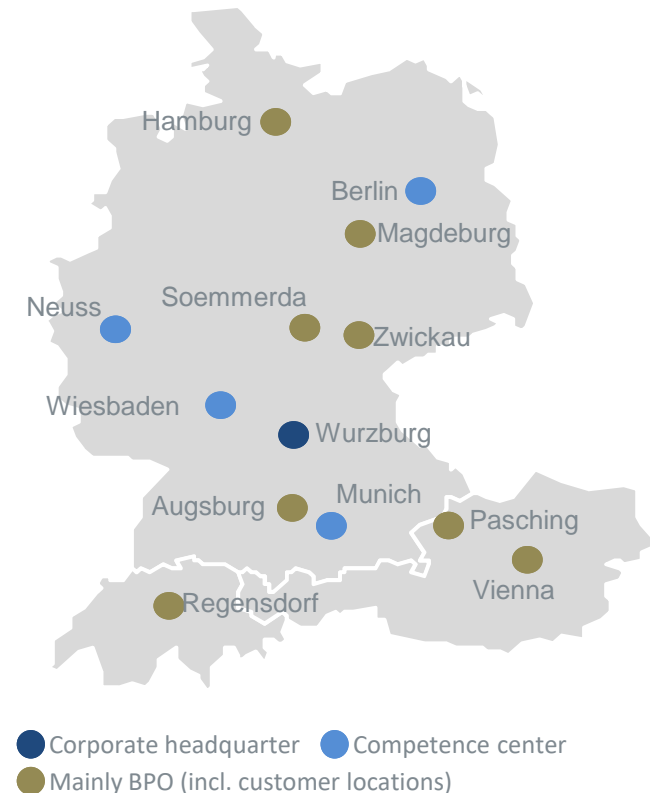 Hamburg
Berlin
Magdeburg
Soemmerda
Neuss
Zwickau
Wiesbaden
Wurzburg
Munich
Augsburg
Pasching
Vienna
Regensdorf
Corporate headquarter Competence center
Mainly BPO (incl. customer locations)